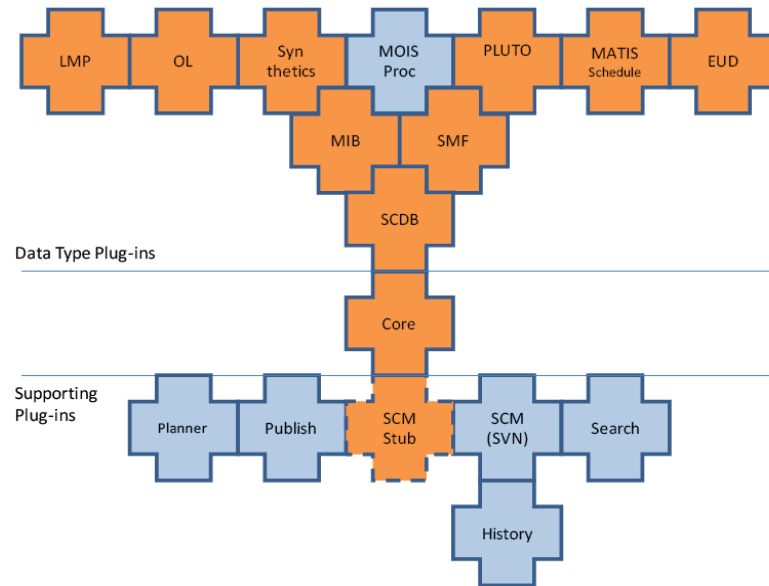 LMP
OL
Syn
thetics
MOIS
Proc
PLUTO
MATIS
Schedule
EUD
MIB
SMF
SCDB
Data Type Plug-ins
Core
Supporting
Plug-ins
Planner
Publish
SCM
Stub
SCM
(SVN)
Search
History